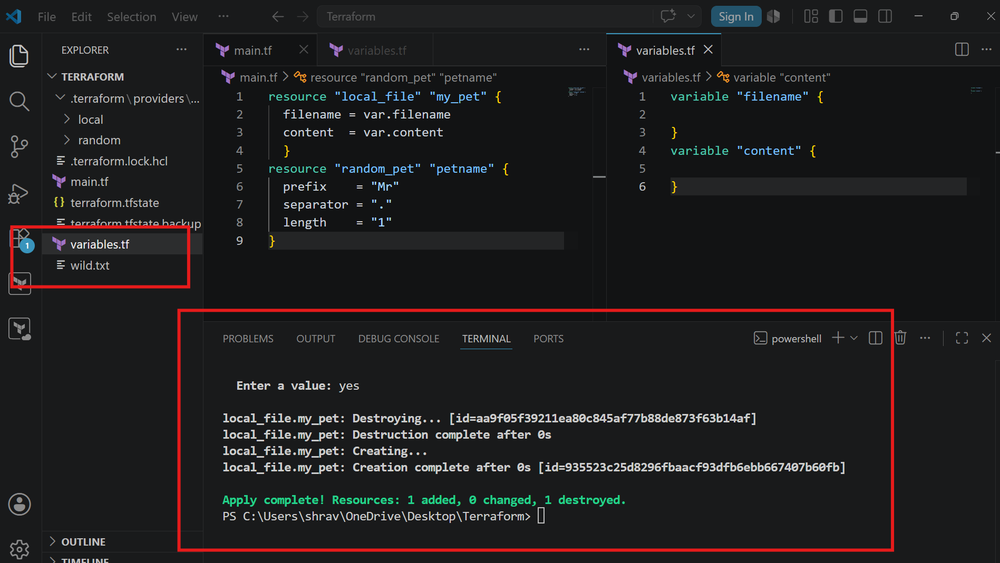 File Edit Selection View ··· Terraform Sign In
EXPLORER ···
TERRAFORM
.terraform\providers\...
local
random
.terraform.lock.hcl
main.tf
terraform.tfstate
terraform.tfstate.backup
variables.tf
wild.txt
OUTLINE
TIMELINE
1
main.tf
variables.tf
main.tf > resource "random_pet" "petname"
1 resource "local_file" "my_pet" {
2 filename = var.filename
3 content  = var.content
4 }
5 resource "random_pet" "petname" {
6 prefix    = "Mr"
7 separator = "."
8 length    = "1"
9 }
variables.tf
variables.tf > variable "content"
1 variable "filename" {
2
3 }
4 variable "content" {
5
6 }
PROBLEMS OUTPUT DEBUG CONSOLE TERMINAL PORTS powershell
Enter a value: yes
local_file.my_pet: Destroying... [id=aa9f05f39211ea80c845af77b88de873f63b14af]
local_file.my_pet: Destruction complete after 0s
local_file.my_pet: Creating...
local_file.my_pet: Creation complete after 0s [id=935523c25d8296fbaacf93dfb6ebb667407b60fb]
Apply complete! Resources: 1 added, 0 changed, 1 destroyed.
PS C:\Users\shrav\OneDrive\Desktop\Terraform>